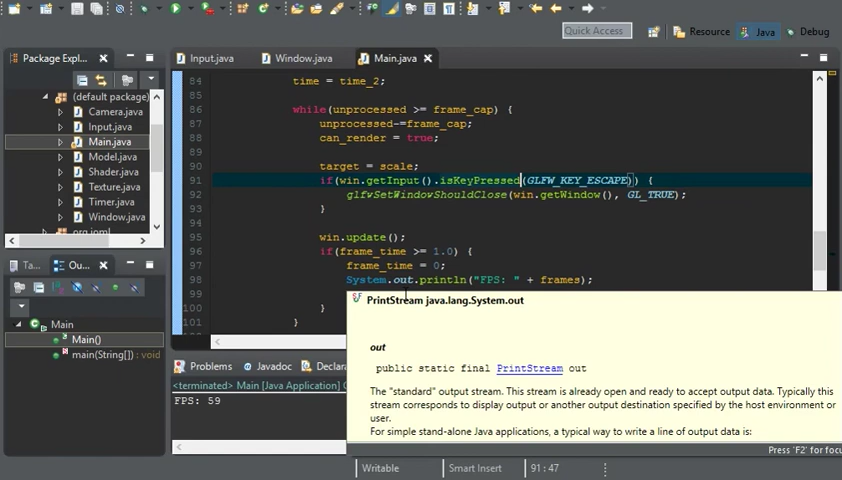 Quick Access
Resource
Java
Debug
Package Expl...
Input.java
Window.java
Main.java
(default package)
Camera.java
Input.java
Main.java
Model.java
Shader.java
Texture.java
Timer.java
Window.java
org.joml
84
time = time_2;
86
while(unprocessed >= frame_cap) {
87
unprocessed-=frame_cap;
88
can_render = true;
90
target = scale;
91
if(win.getInput().isKeyPressed(GLFW_KEY_ESCAPE)) {
92
glfwSetWindowShouldClose(win.getWindow(), GL_TRUE);
93
}
95
win.update();
96
if(frame_time >= 1.0) {
97
frame_time = 0;
98
System.out.println("FPS: " + frames);
100
}
101
}
Ta...
Ou...
Main
Main()
main(String[]) : void
PrintStream java.lang.System.out
out
public static final PrintStream out
The "standard" output stream. This stream is already open and ready to accept output data. Typically this
stream corresponds to display output or another output destination specified by the host environment or
user.
For simple stand-alone Java applications, a typical way to write a line of output data is:
Press 'F2' for focu
Problems
Javadoc
Declara
<terminated> Main [Java Application]
FPS: 59
Writable
Smart Insert
91 : 47